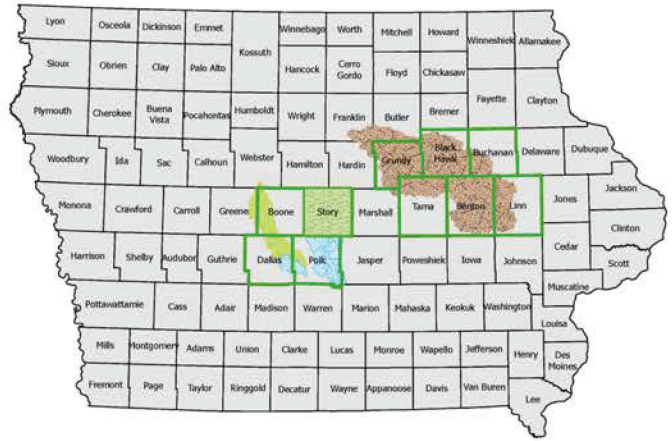 Lyon Osceola Dickinson Emmet Winnebago Worth Mitchell Howard Winneshiek Allamakee
Kossuth
Sioux Obrien Clay Palo Alto Hancock Cerro Gordo Floyd Chickasaw
Fayette Clayton
Plymouth Cherokee Buena Vista Pocahontas Humboldt Wright Franklin Butler Bremer
Woodbury Ida Sac Calhoun Webster Hamilton Hardin Grundy Black Hawk Buchanan Delaware Dubuque
Jackson
Monona Crawford Carroll Greene Boone Story Marshall Tama Benton Linn Jones
Clinton
Harrison Shelby Audubon Guthrie Dallas Polk Jasper Poweshiek Iowa Johnson Cedar Scott
Muscatine
Pottawattamie Cass Adair Madison Warren Marion Mahaska Keokuk Washington
Louisa
Mills Montgomery Adams Union Clarke Lucas Monroe Wapello Jefferson Henry Des Moines
Fremont Page Taylor Ringgold Decatur Wayne Appanoose Davis Van Buren
Lee